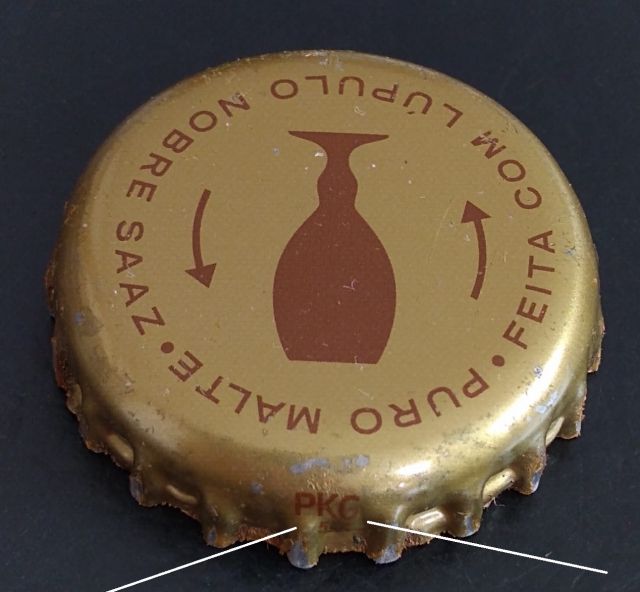 FEITA COM LÚPULO NOBRE SAAZ • PURO MALTE •
PKG